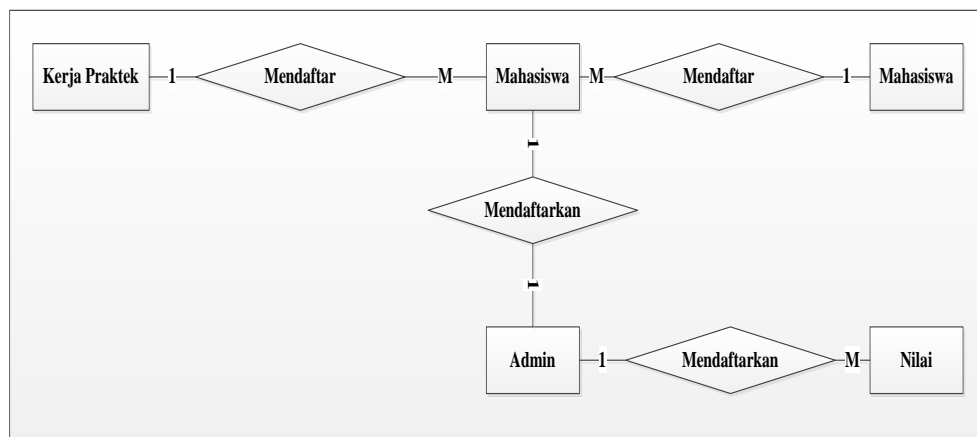 Kerja Praktek 1 Mendaftar M Mahasiswa M Mendaftar 1 Mahasiswa
1
Mendaftarkan
1
Admin 1 Mendaftarkan M Nilai